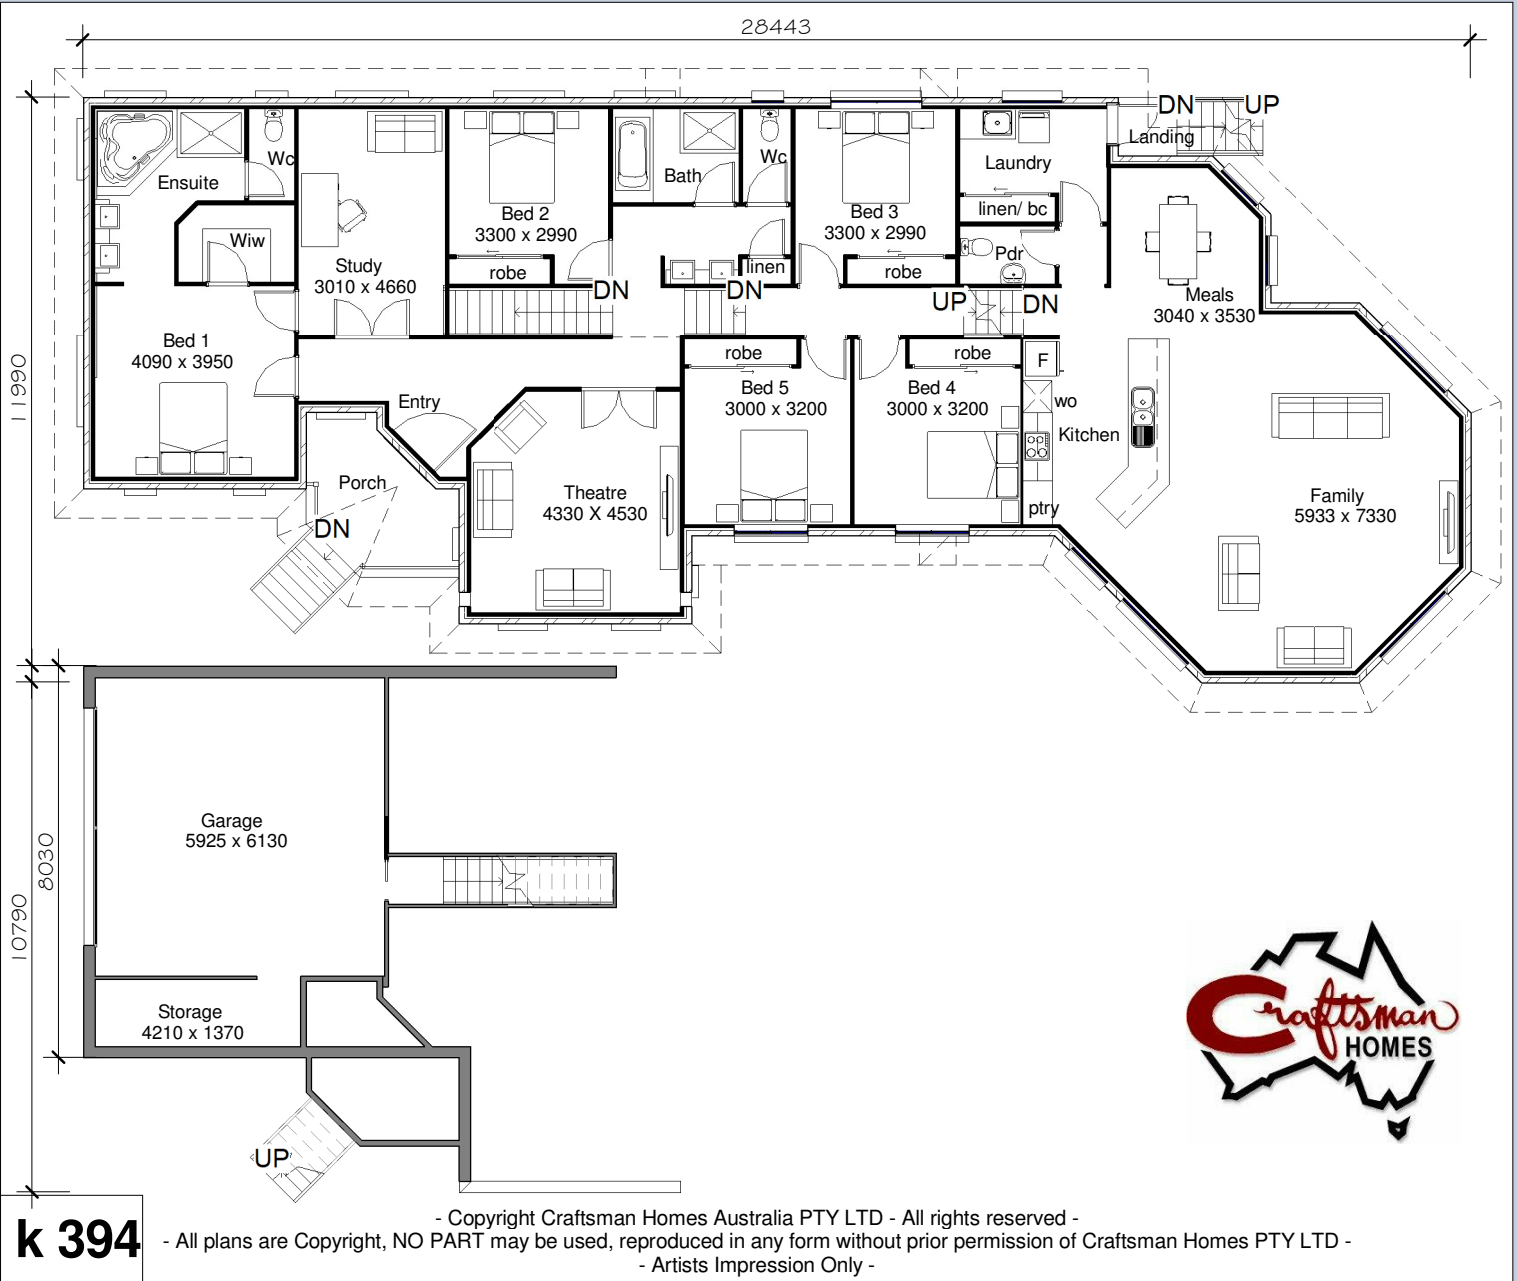 28443
DN
UP
Landing
Wc
Ensuite
Wiw
Study
3010 x 4660
Bed 2
3300 x 2990
robe
Bath
Wc
linen
Bed 3
3300 x 2990
robe
Laundry
linen/ bc
Pdr
DN
DN
UP
DN
Meals
3040 x 3530
11990
Bed 1
4090 x 3950
Entry
Porch
DN
Theatre
4330 X 4530
robe
Bed 5
3000 x 3200
robe
Bed 4
3000 x 3200
F
wo
Kitchen
ptry
Family
5933 x 7330
Garage
5925 x 6130
8030
10790
Storage
4210 x 1370
UP
Craftsman
HOMES
k 394
- Copyright Craftsman Homes Australia PTY LTD - All rights reserved -
- All plans are Copyright, NO PART may be used, reproduced in any form without prior permission of Craftsman Homes PTY LTD -
- Artists Impression Only -